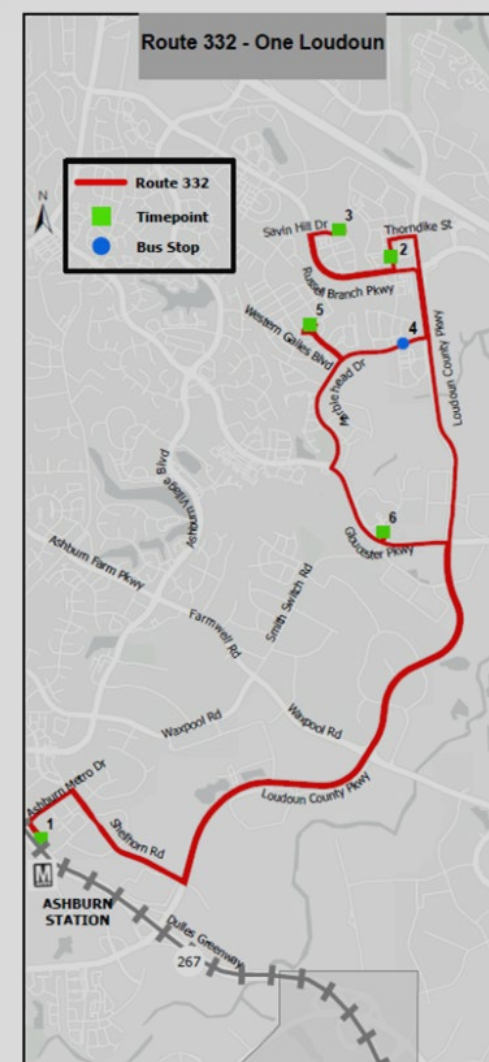 Route 332 - One Loudoun
N
Route 332
Timepoint
Bus Stop
Savin Hill Dr
3
Thorndike St
2
Russell Branch Pkwy
5
Western Gailes Blvd
4
Marblehead Dr
Loudoun County Pkwy
Ashburn Village Blvd
6
Gloucester Pkwy
Ashburn Farm Pkwy
Smith Switch Rd
Farmwell Rd
Waxpool Rd
Waxpool Rd
Loudoun County Pkwy
Ashburn Metro Dr
1
Shellhorn Rd
M
ASHBURN
STATION
Dulles Greenway
267